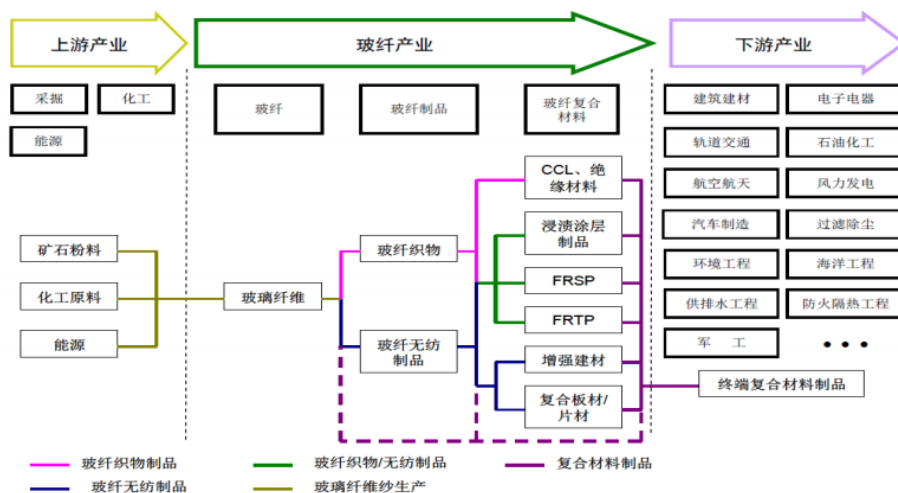 上游产业
玻纤产业
下游产业
采掘
化工
能源
玻纤
玻纤制品
玻纤复合
材料
建筑建材
电子电器
轨道交通
石油化工
航空航天
风力发电
汽车制造
过滤除尘
环境工程
海洋工程
供排水工程
防火隔热工程
军 工
•••
矿石粉料
化工原料
能源
玻璃纤维
玻纤织物
玻纤无纺
制品
CCL、绝
缘材料
浸渍涂层
制品
FRSP
FRTP
增强建材
复合板材/
片材
终端复合材料制品
玻纤织物制品
玻纤织物/无纺制品
复合材料制品
玻纤无纺制品
玻璃纤维纱生产